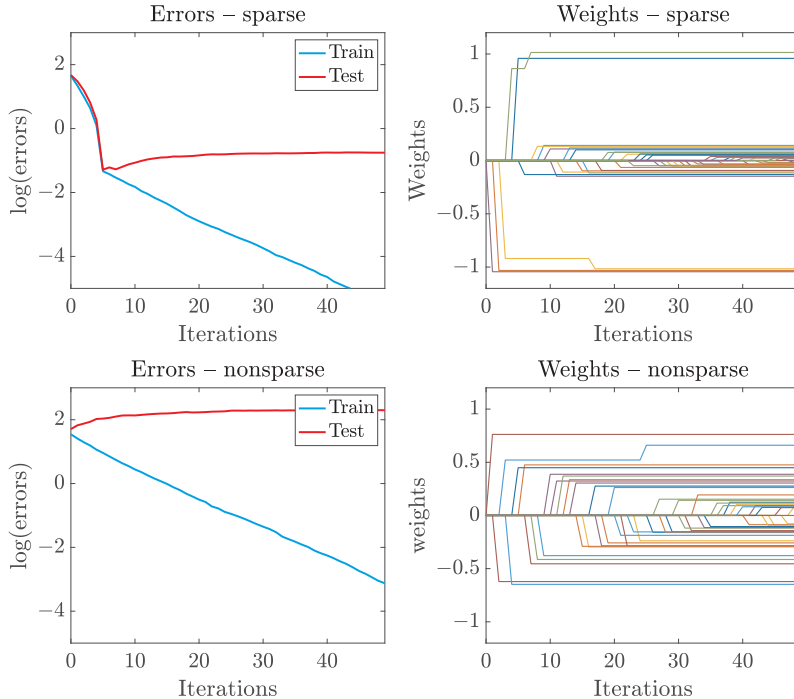 Errors – sparse
Train
Test
log(errors)
2
0
−2
−4
0 10 20 30 40
Iterations
Weights – sparse
Weights
1
0.5
0
−0.5
−1
0 10 20 30 40
Iterations
Errors – nonsparse
Train
Test
log(errors)
2
0
−2
−4
0 10 20 30 40
Iterations
Weights – nonsparse
weights
1
0.5
0
−0.5
−1
0 10 20 30 40
Iterations